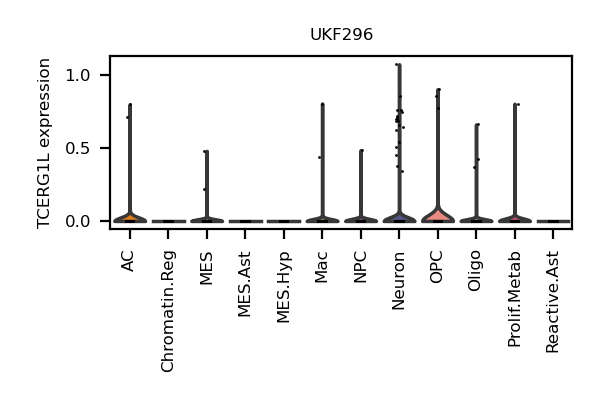 UKF296
TCERG1L expression
1.0
0.5
0.0
AC
Chromatin.Reg
MES
MES.Ast
MES.Hyp
Mac
NPC
Neuron
OPC
Oligo
Prolif.Metab
Reactive.Ast